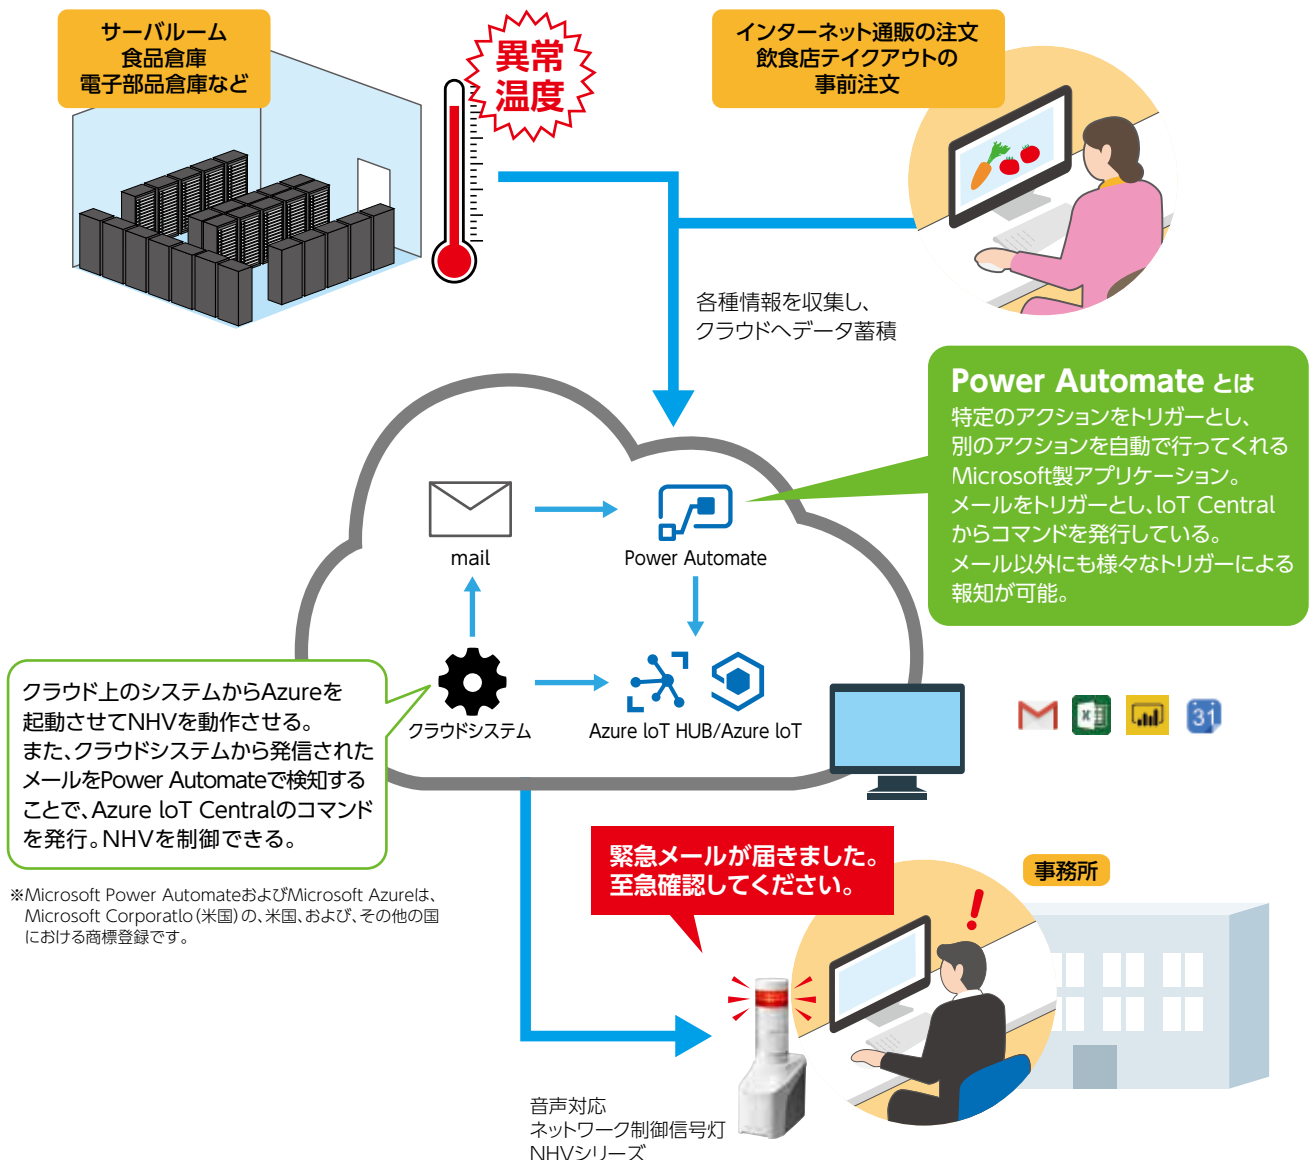 サーバルーム
食品倉庫
電子部品倉庫など
異常
温度
インターネット通販の注文
飲食店テイクアウトの
事前注文
各種情報を収集し、
クラウドへデータ蓄積
Power Automate とは
特定のアクションをトリガーとし、
別のアクションを自動で行ってくれる
Microsoft製アプリケーション。
メールをトリガーとし、IoT Central
からコマンドを発行している。
メール以外にも様々なトリガーによる
報知が可能。
mail
Power Automate
クラウドシステム
Azure IoT HUB/Azure IoT
クラウド上のシステムからAzureを
起動させてNHVを動作させる。
また、クラウドシステムから発信された
メールをPower Automateで検知する
ことで、Azure IoT Centralのコマンド
を発行。NHVを制御できる。
※Microsoft Power AutomateおよびMicrosoft Azureは、
Microsoft Corporatio(米国)の、米国、および、その他の国
における商標登録です。
31
緊急メールが届きました。
至急確認してください。
事務所
音声対応
ネットワーク制御信号灯
NHVシリーズ